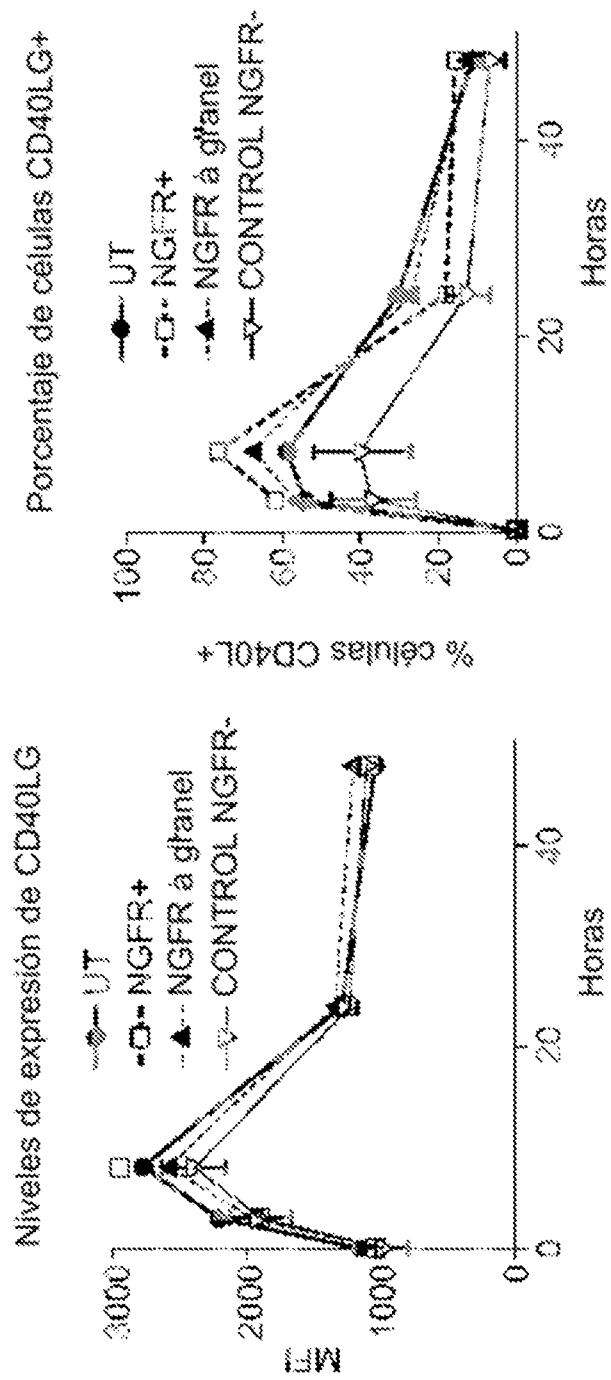 Niveles de expresión de CD40LG
UT
NGFR+
NGFR à granel
CONTROL NGFR-
3000
2000
1000
0
MFI
0
20
40
Horas
Porcentaje de células CD40LG+
UT
NGFR+
NGFR à granel
CONTROL NGFR-
100
80
60
40
20
0
% células CD40L+
0
20
40
Horas